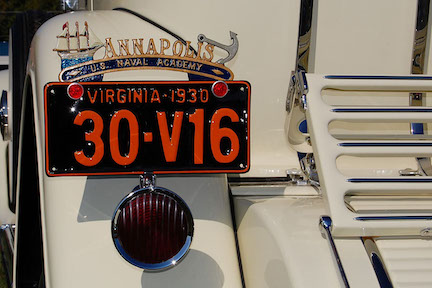 ANNAPOLIS
U.S. NAVAL ACADEMY
VIRGINIA-1930
30-V16